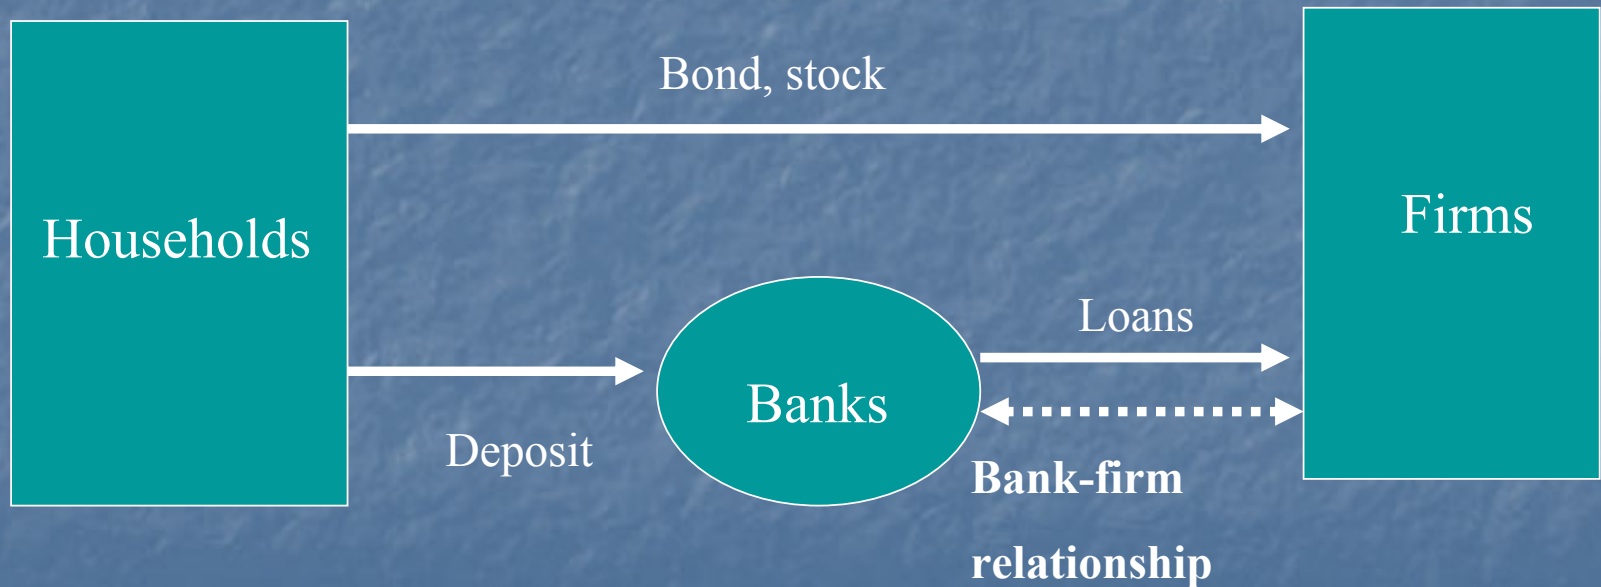 Bond, stock
Households
Firms
Loans
Banks
Deposit
Bank-firm
relationship